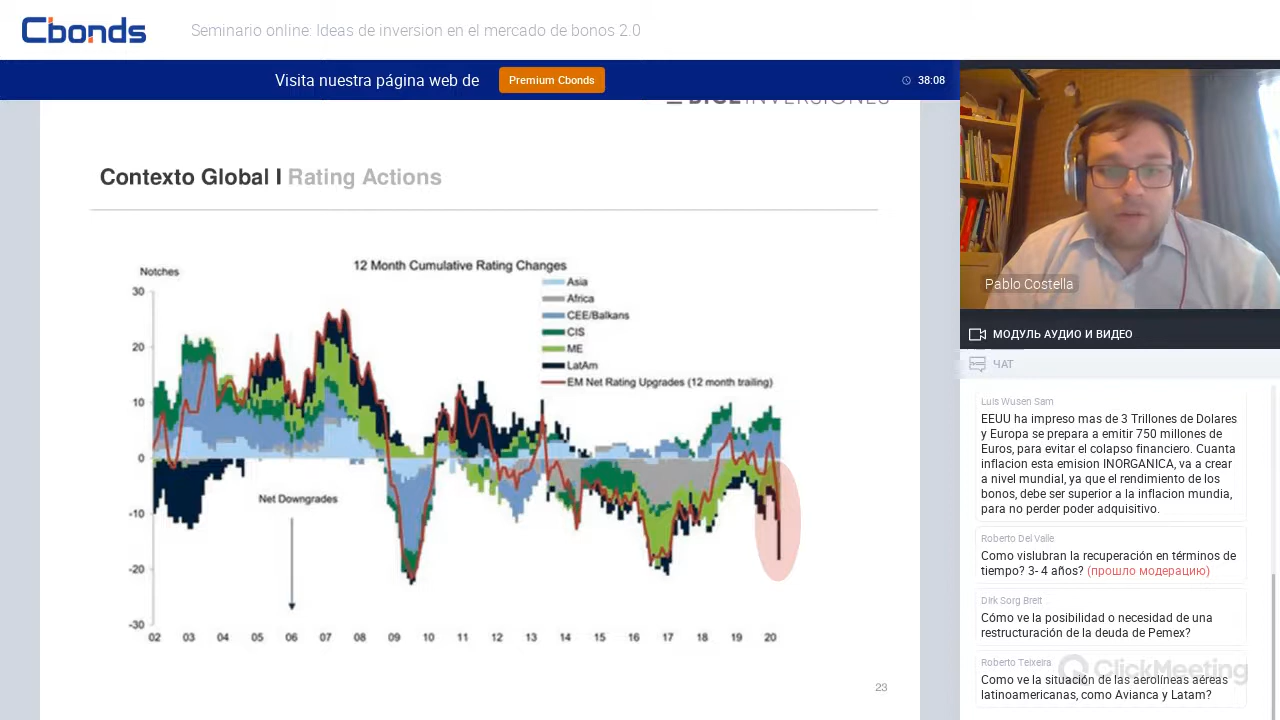 Cbonds
Seminario online: Ideas de inversion en el mercado de bonos 2.0
Visita nuestra página web de
Premium Cbonds
38:08
INVERSIONES
Contexto Global I Rating Actions
12 Month Cumulative Rating Changes
Notches
30
20
10
0
-10
-20
-30
Asia
Africa
CEE/Balkans
CIS
ME
LatAm
EM Net Rating Upgrades (12 month trailing)
Net Downgrades
02 03 04 05 06 07 08 09 10 11 12 13 14 15 16 17 18 19 20
23
Pablo Costella
МОДУЛЬ АУДИО И ВИДЕО
ЧАТ
Luis Wusen Sam
EEUU ha impreso mas de 3 Trillones de Dolares
y Europa se prepara a emitir 750 millones de
Euros, para evitar el colapso financiero. Cuanta
inflacion esta emision INORGANICA, va a crear
a nivel mundial, ya que el rendimiento de los
bonos debe ser superior a la inflacion mundia,
para no perder poder adquisitivo.
Roberto Del Valle
Como vislubran la recuperación en términos de
tiempo? 3- 4 años? (прошло модерацию)
Dirk Sorg Breit
Cómo ve la posibilidad o necesidad de una
restructuración de la deuda de Pemex?
Roberto Teixeira
Como ve la situación de las aerolíneas aéreas
latinoamericanas, como Avianca y Latam?
ClickMeeting